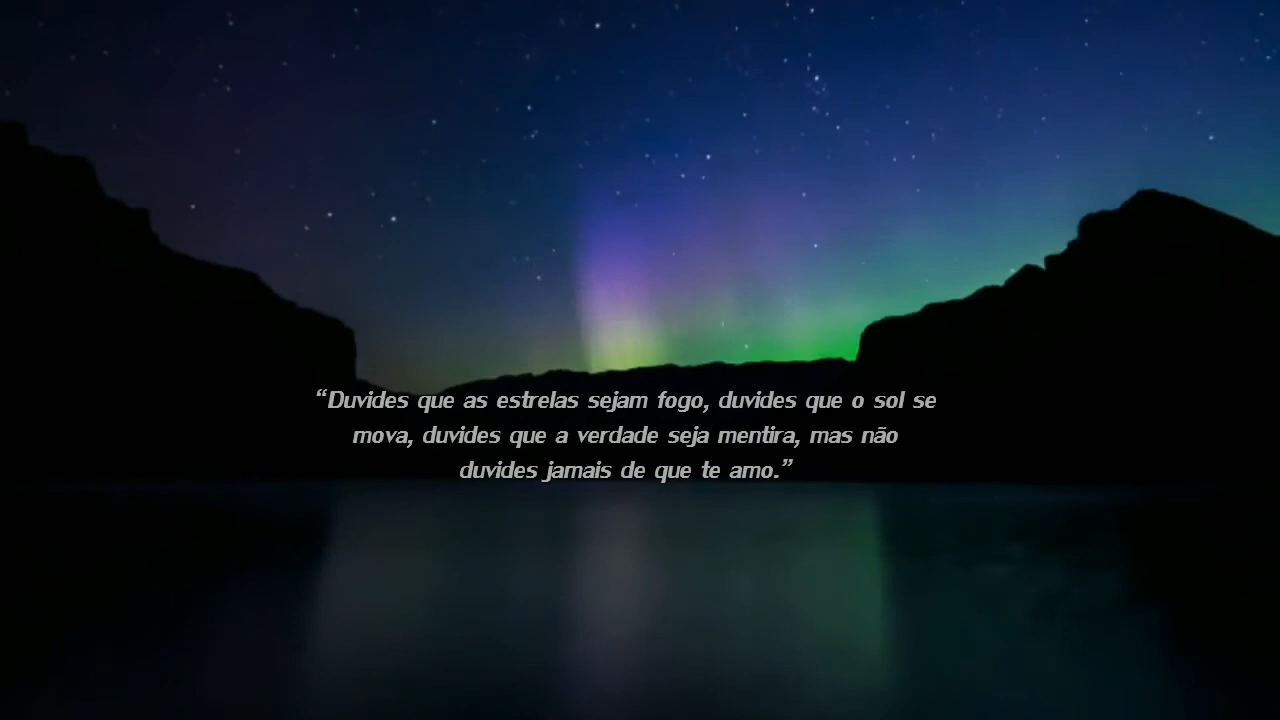 “Duvides que as estrelas sejam fogo, duvides que o sol se
mova, duvides que a verdade seja mentira, mas não
duvides jamais de que te amo.”